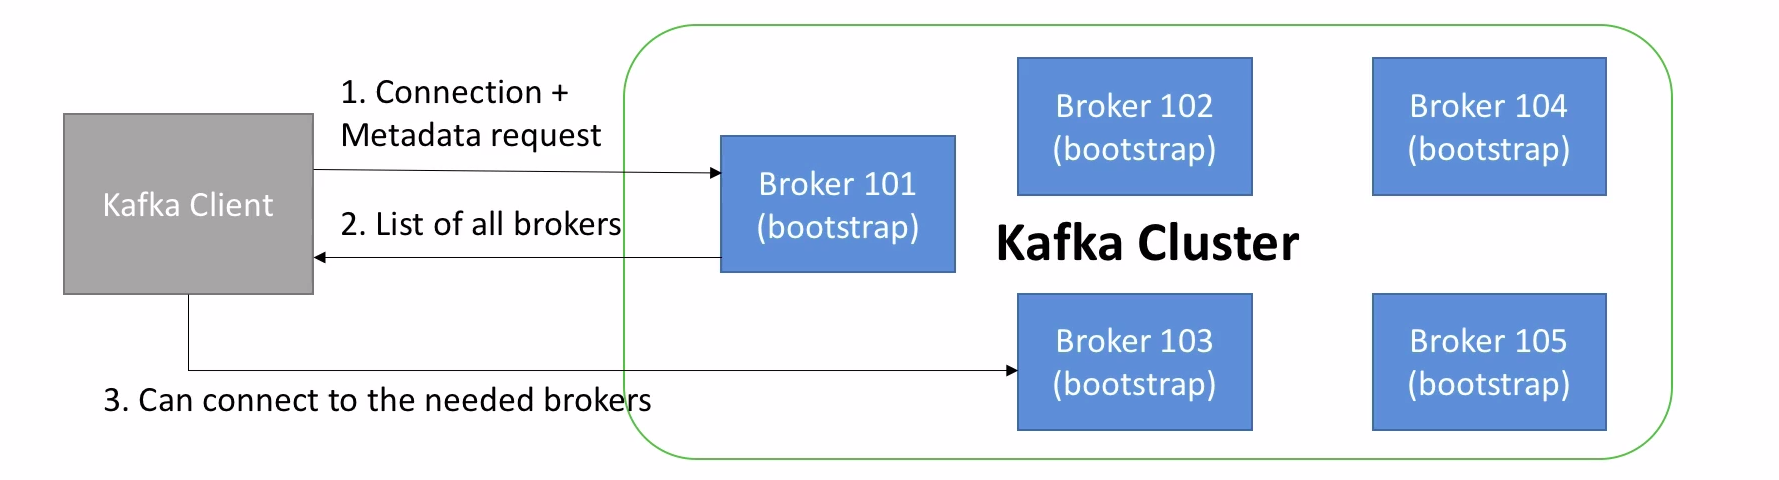 Kafka Client
1. Connection +
Metadata request
2. List of all brokers
3. Can connect to the needed brokers
Broker 101
(bootstrap)
Kafka Cluster
Broker 102
(bootstrap)
Broker 104
(bootstrap)
Broker 103
(bootstrap)
Broker 105
(bootstrap)